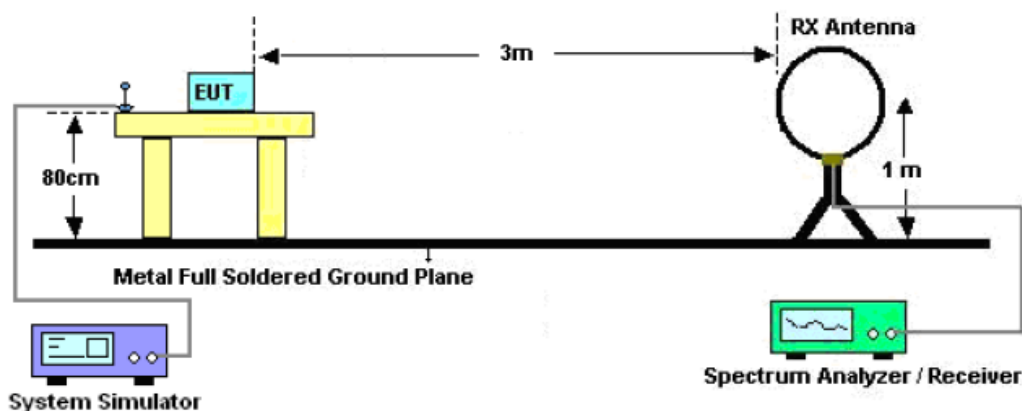 RX Antenna
3m
EUT
80cm
1 m
Metal Full Soldered Ground Plane
System Simulator
Spectrum Analyzer / Receiver